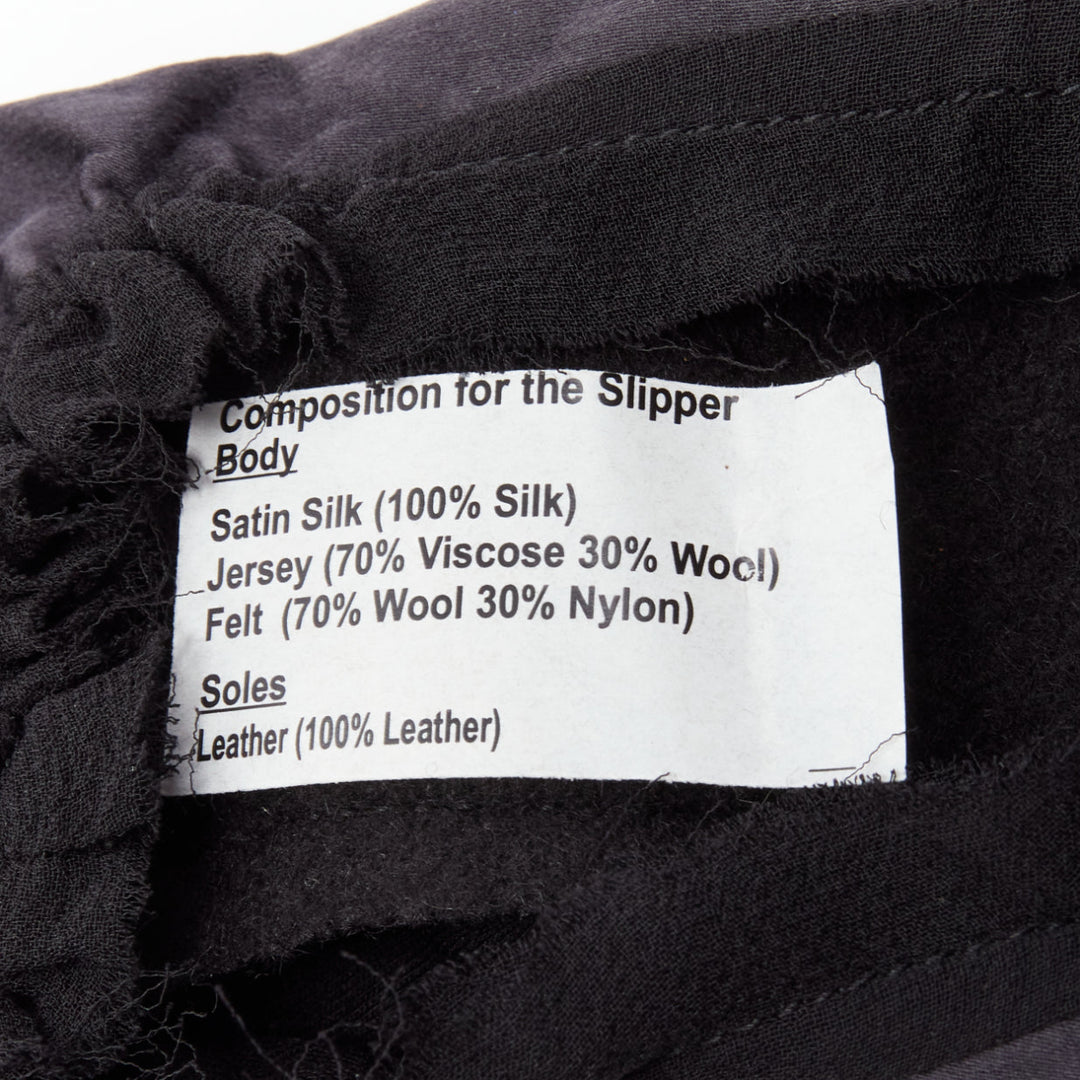 Composition for the Slipper
Body
Satin Silk (100% Silk)
Jersey (70% Viscose 30% Wool)
Felt (70% Wool 30% Nylon)
Soles
Leather (100% Leather)